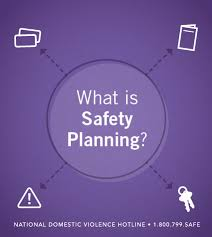 What is
Safety
Planning?
NATIONAL DOMESTIC VIOLENCE HOTLINE • 1.800.799.SAFE